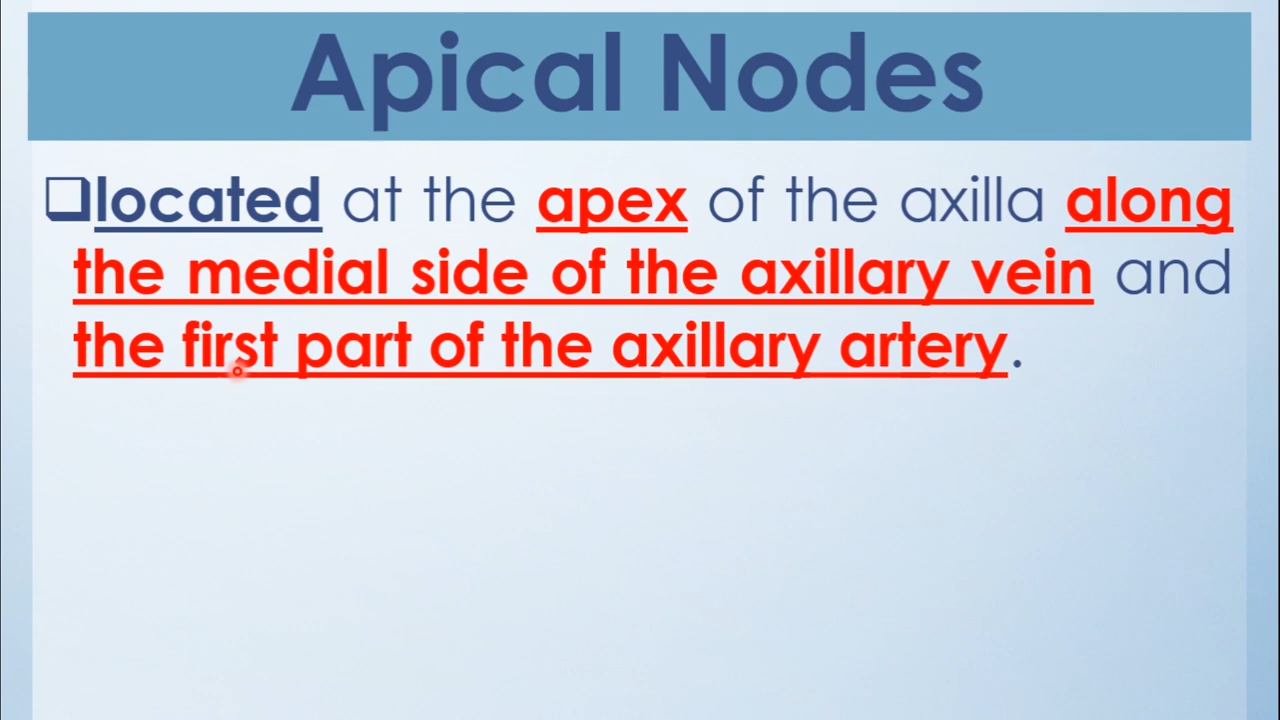 Apical Nodes
❑located at the apex of the axilla along
the medial side of the axillary vein and
the first part of the axillary artery.